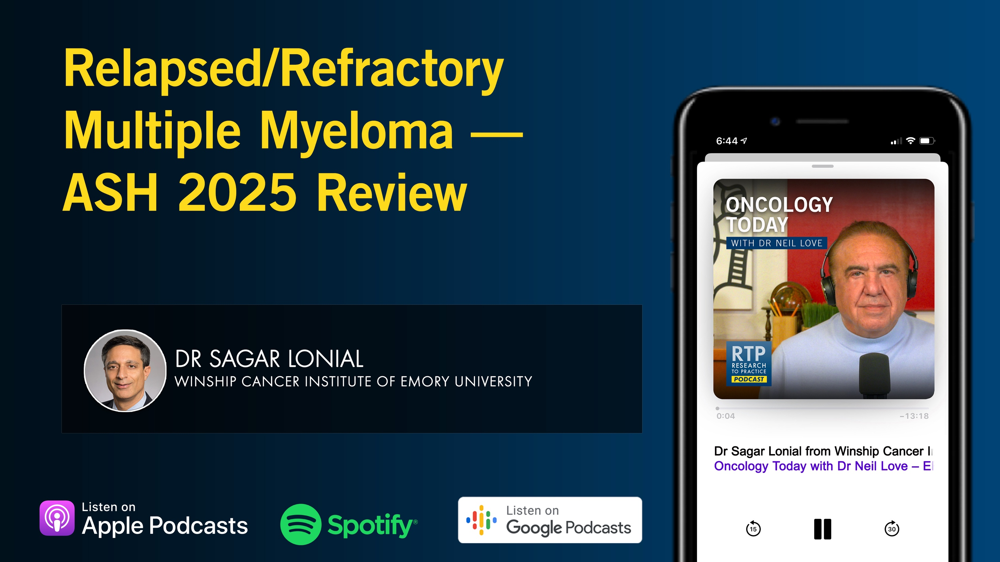 Relapsed/Refractory
Multiple Myeloma —
ASH 2025 Review
DR SAGAR LONIAL
WINSHIP CANCER INSTITUTE OF EMORY UNIVERSITY
Listen on
Apple Podcasts
Spotify®
Listen on
Google Podcasts
6:44
ONCOLOGY
TODAY
WITH DR NEIL LOVE
RTP
RESEARCH
TO PRACTICE
PODCAST
0:04
–13:18
Dr Sagar Lonial from Winship Cancer I
Oncology Today with Dr Neil Love – E
15
30